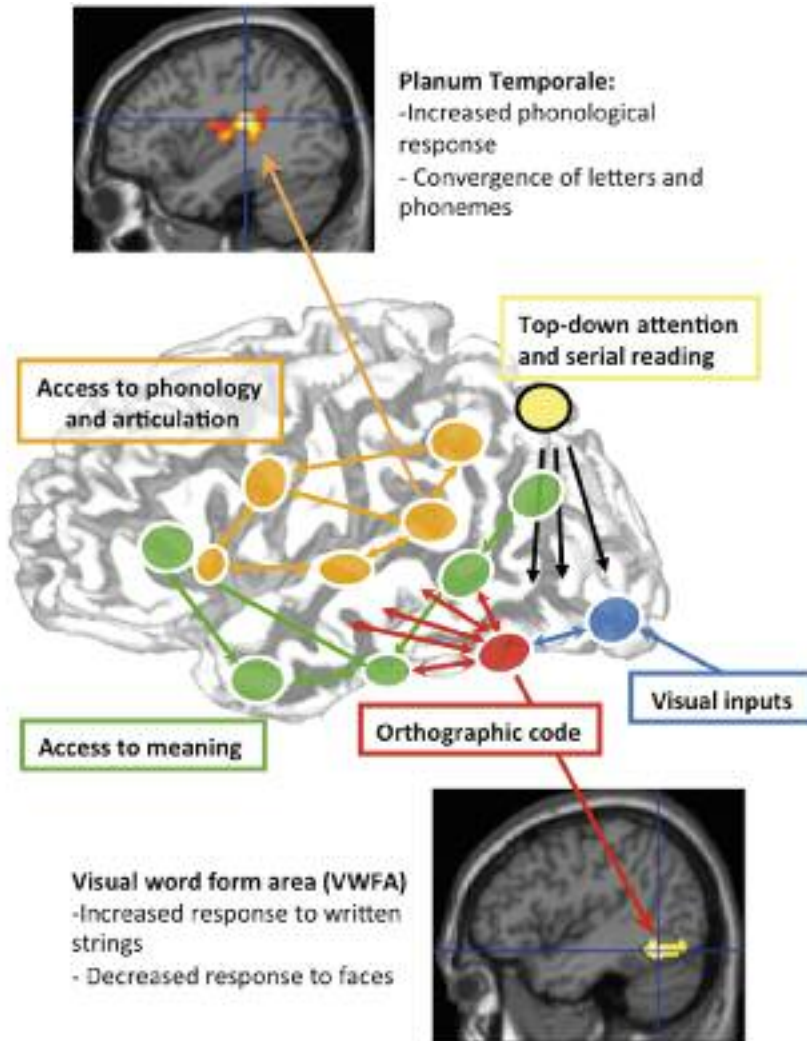 Planum Temporale:
-Increased phonological
response
- Convergence of letters and
phonemes
Top-down attention
and serial reading
Access to phonology
and articulation
Visual inputs
Orthographic code
Access to meaning
Visual word form area (VWFA)
-Increased response to written
strings
- Decreased response to faces